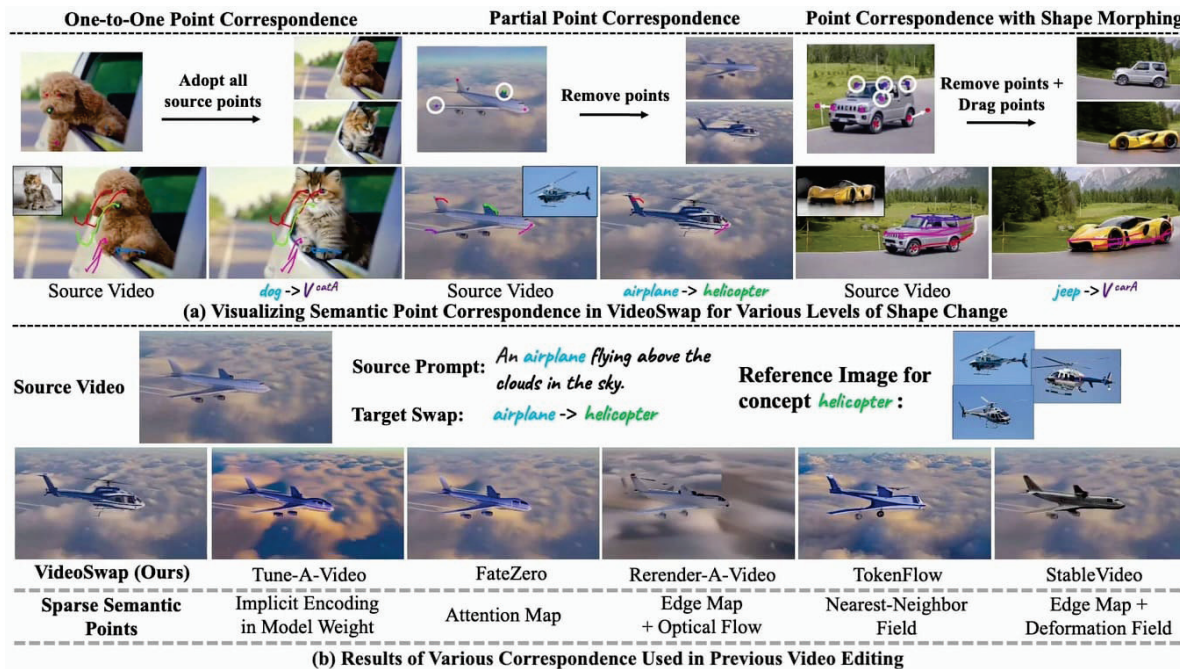 One-to-One Point Correspondence
Partial Point Correspondence
Point Correspondence with Shape Morphing
Adopt all
source points
Remove points
Remove points +
Drag points
Source Video
dog -> V catA
Source Video
airplane -> helicopter
Source Video
jeep -> V carA
(a) Visualizing Semantic Point Correspondence in VideoSwap for Various Levels of Shape Change
Source Video
Source Prompt: An airplane flying above the
clouds in the sky.
Target Swap: airplane -> helicopter
Reference Image for
concept helicopter :
VideoSwap (Ours)
Tune-A-Video
FateZero
Rerender-A-Video
TokenFlow
StableVideo
Sparse Semantic
Points
Implicit Encoding
in Model Weight
Attention Map
Edge Map
+ Optical Flow
Nearest-Neighbor
Field
Edge Map +
Deformation Field
(b) Results of Various Correspondence Used in Previous Video Editing